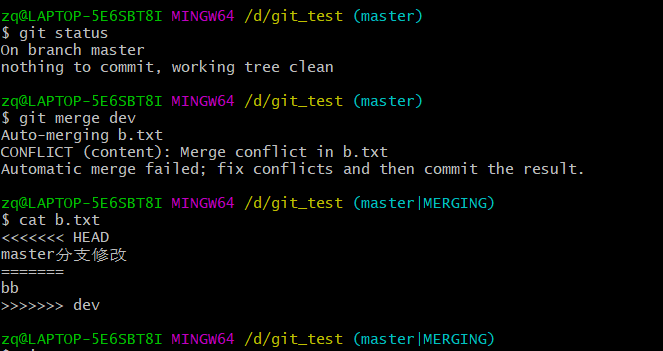 zq@LAPTOP-5E6SBT8I MINGW64 /d/git_test (master)
$ git status
On branch master
nothing to commit, working tree clean
zq@LAPTOP-5E6SBT8I MINGW64 /d/git_test (master)
$ git merge dev
Auto-merging b.txt
CONFLICT (content): Merge conflict in b.txt
Automatic merge failed; fix conflicts and then commit the result.
zq@LAPTOP-5E6SBT8I MINGW64 /d/git_test (master|MERGING)
$ cat b.txt
<<<<<<< HEAD
master分支修改
=======
bb
>>>>>>> dev
zq@LAPTOP-5E6SBT8I MINGW64 /d/git_test (master|MERGING)